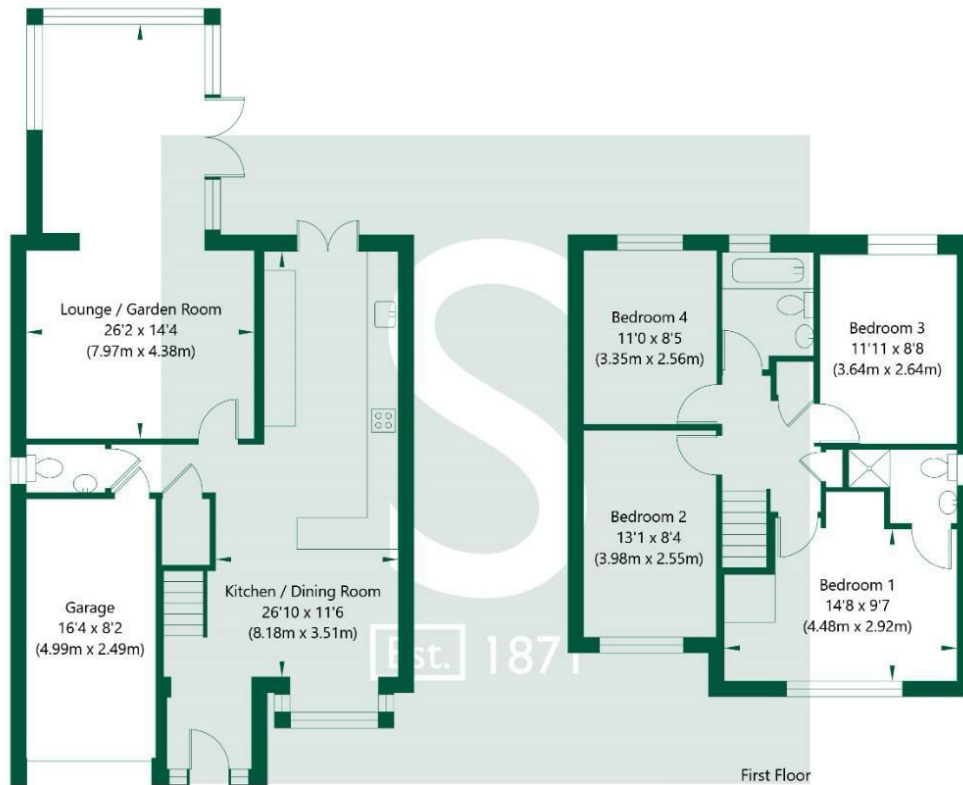 Lounge / Garden Room
26'2 x 14'4
(7.97m x 4.38m)
Kitchen / Dining Room
26'10 x 11'6
(8.18m x 3.51m)
Garage
16'4 x 8'2
(4.99m x 2.49m)
Bedroom 4
11'0 x 8'5
(3.35m x 2.56m)
Bedroom 3
11'11 x 8'8
(3.64m x 2.64m)
Bedroom 2
13'1 x 8'4
(3.98m x 2.55m)
Bedroom 1
14'8 x 9'7
(4.48m x 2.92m)
S
Est. 1871
First Floor